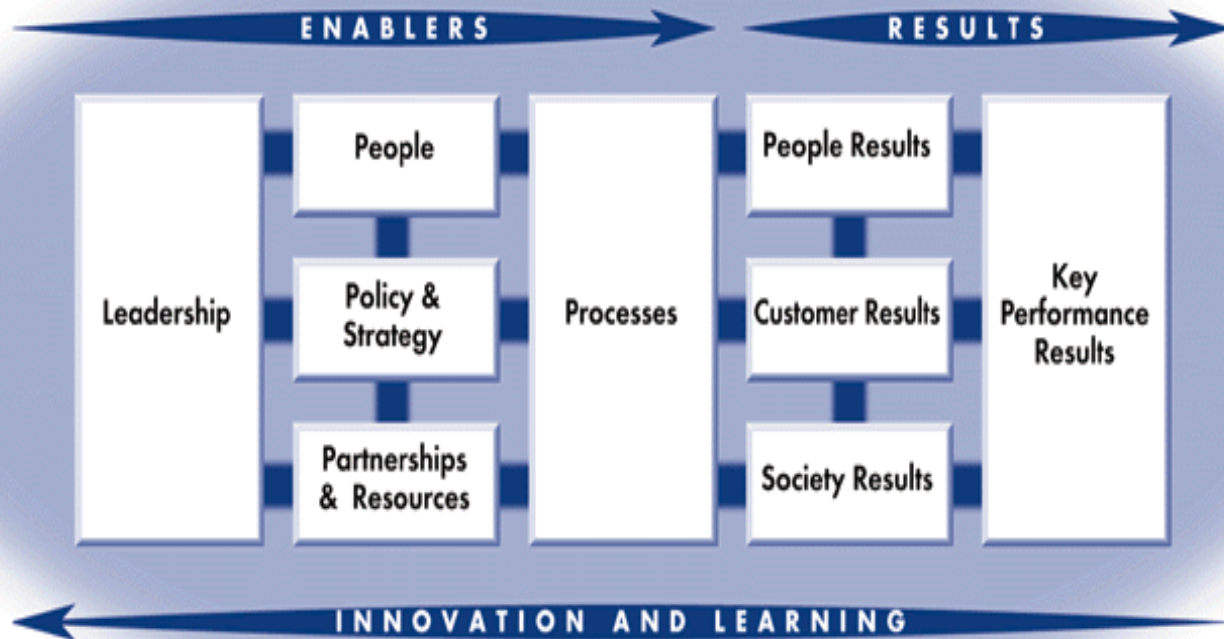 ENABLERS
RESULTS
Leadership
People
Policy &
Strategy
Partnerships
& Resources
Processes
People Results
Customer Results
Society Results
Key
Performance
Results
INNOVATION AND LEARNING